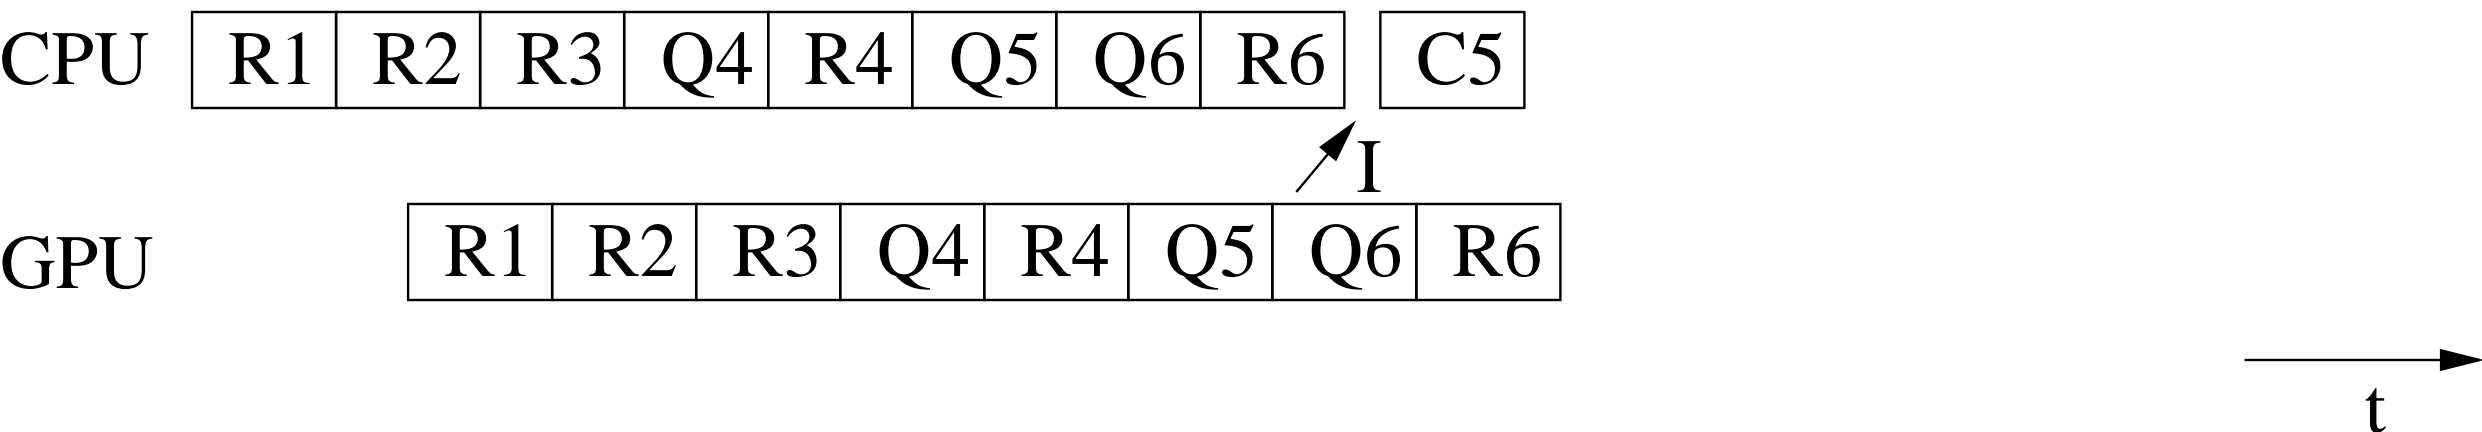 CPU R1 R2 R3 Q4 R4 Q5 Q6 R6 C5
I
GPU R1 R2 R3 Q4 R4 Q5 Q6 R6
t